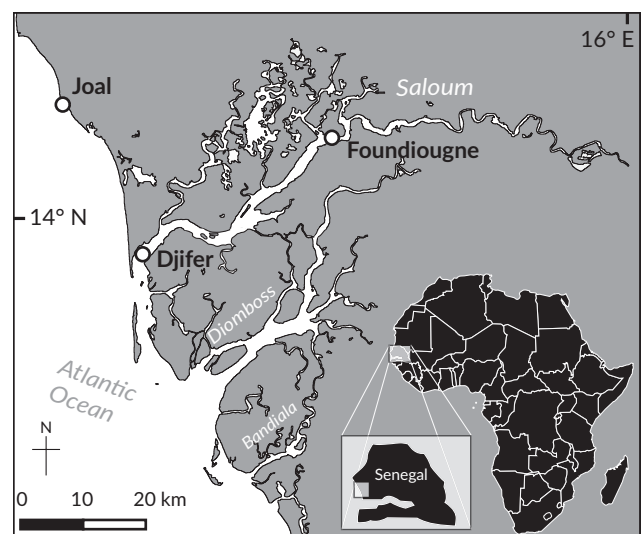 16° E
Joal
Saloum
Foundiougne
14° N
Djifer
Diomboss
Atlantic
Ocean
Bandiala
N
Senegal
0 10 20 km